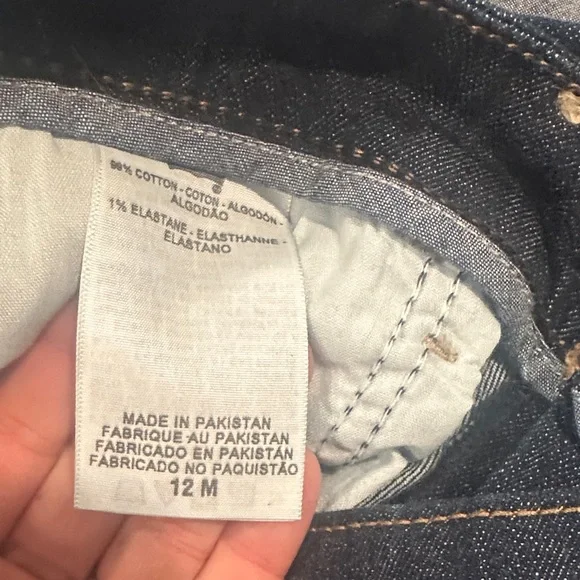 99% COTTON - COTON - ALGODÓN -
ALGODÃO
1% ELASTANE - ELASTHANNE -
ELASTANO
MADE IN PAKISTAN
FABRIQUE AU PAKISTAN
FABRICADO EN PAKISTÁN
FABRICADO NO PAQUISTÃO
12 M